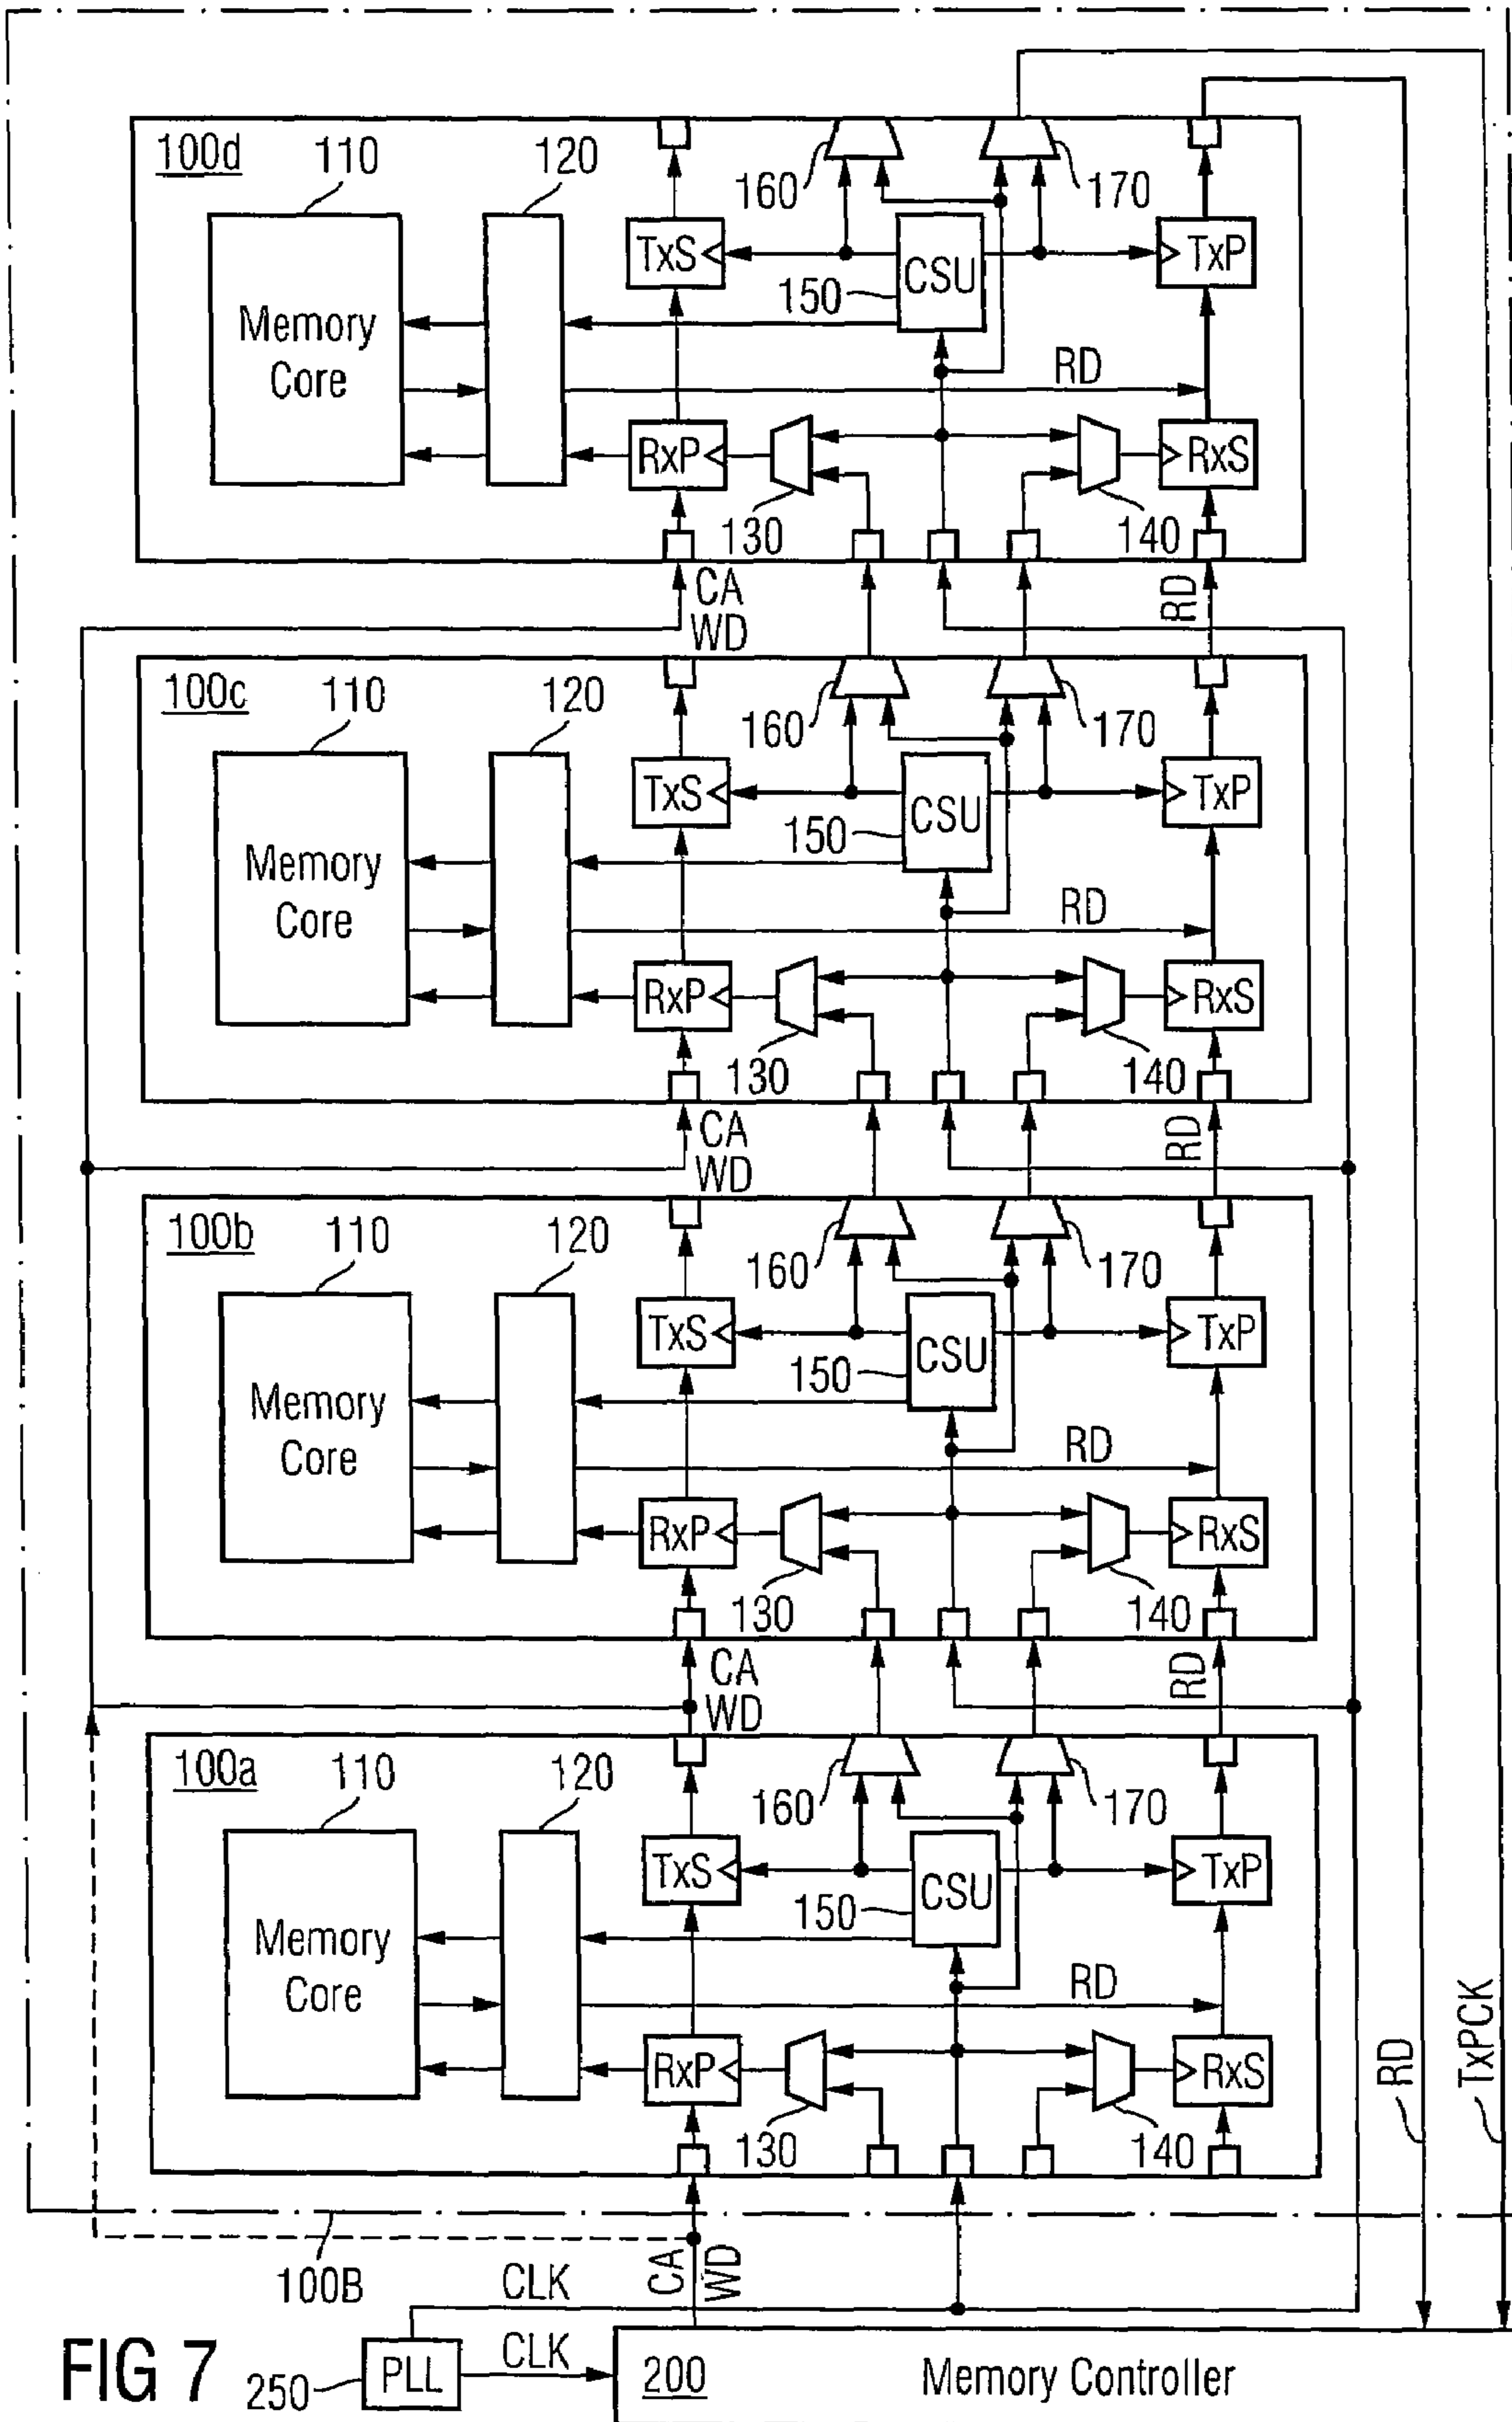 100d 110 120
160 170
TxS CSU TxP
150
Memory
Core
RD
RxP RxS
130 140
CA
WD RD
100c 110 120
160 170
TxS CSU TxP
150
Memory
Core
RD
RxP RxS
130 140
CA
WD RD
100b 110 120
160 170
TxS CSU TxP
150
Memory
Core
RD
RxP RxS
130 140
CA
WD RD
100a 110 120
160 170
TxS CSU TxP
150
Memory
Core
RD
RxP RxS
130 140
RD TxPCK
100B
CA
WD
CLK
FIG 7
250 PLL CLK
200 Memory Controller